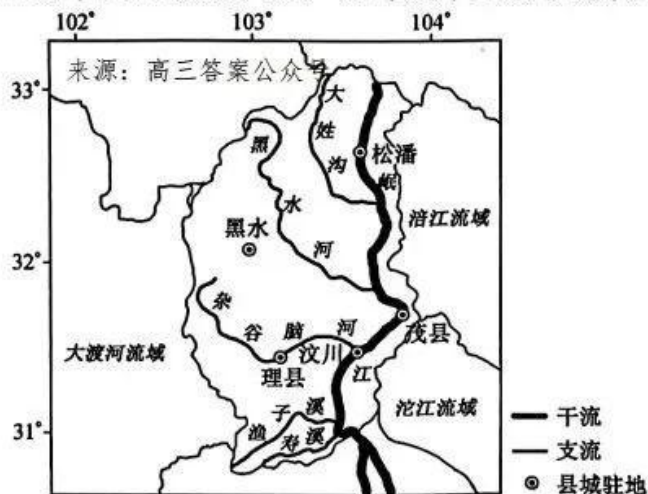 102° 103° 104°
来源：高三答案公众号
33°
大姓沟
黑水河
松潘
岷江
涪江流域
黑水
32°
杂谷脑河
茂县
汶川
理县
大渡河流域
沱江流域
31°
渔子溪
寿溪
干流
支流
县城驻地